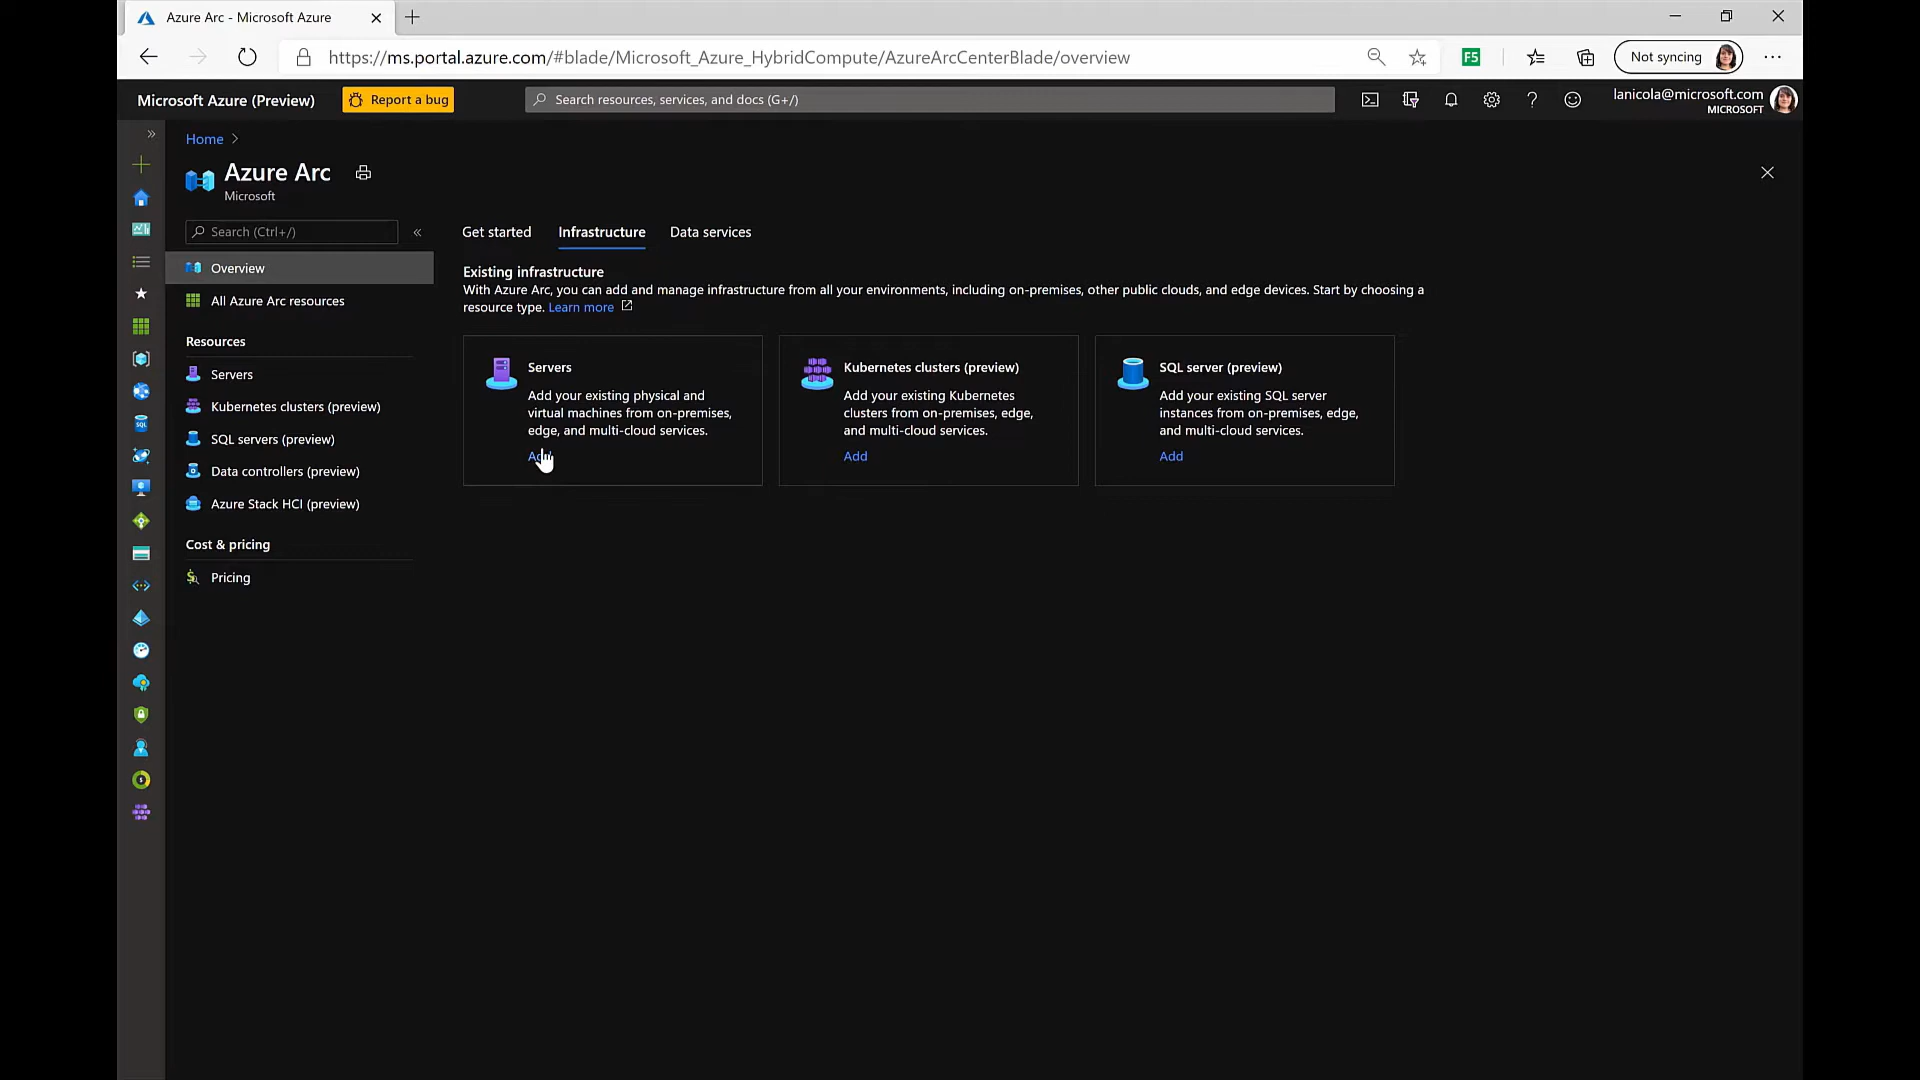 Azure Arc - Microsoft Azure
https://ms.portal.azure.com/#blade/Microsoft_Azure_HybridCompute/AzureArcCenterBlade/overview
F5
Not syncing
Microsoft Azure (Preview)
Report a bug
Search resources, services, and docs (G+/)
lanicola@microsoft.com
MICROSOFT
Home
Azure Arc
Microsoft
Search (Ctrl+/)
Overview
All Azure Arc resources
Resources
Servers
Kubernetes clusters (preview)
SQL servers (preview)
Data controllers (preview)
Azure Stack HCI (preview)
Cost & pricing
Pricing
Get started
Infrastructure
Data services
Existing infrastructure
With Azure Arc, you can add and manage infrastructure from all your environments, including on-premises, other public clouds, and edge devices. Start by choosing a
resource type. Learn more
Servers
Add your existing physical and
virtual machines from on-premises,
edge, and multi-cloud services.
Add
Kubernetes clusters (preview)
Add your existing Kubernetes
clusters from on-premises, edge,
and multi-cloud services.
Add
SQL server (preview)
Add your existing SQL server
instances from on-premises, edge,
and multi-cloud services.
Add